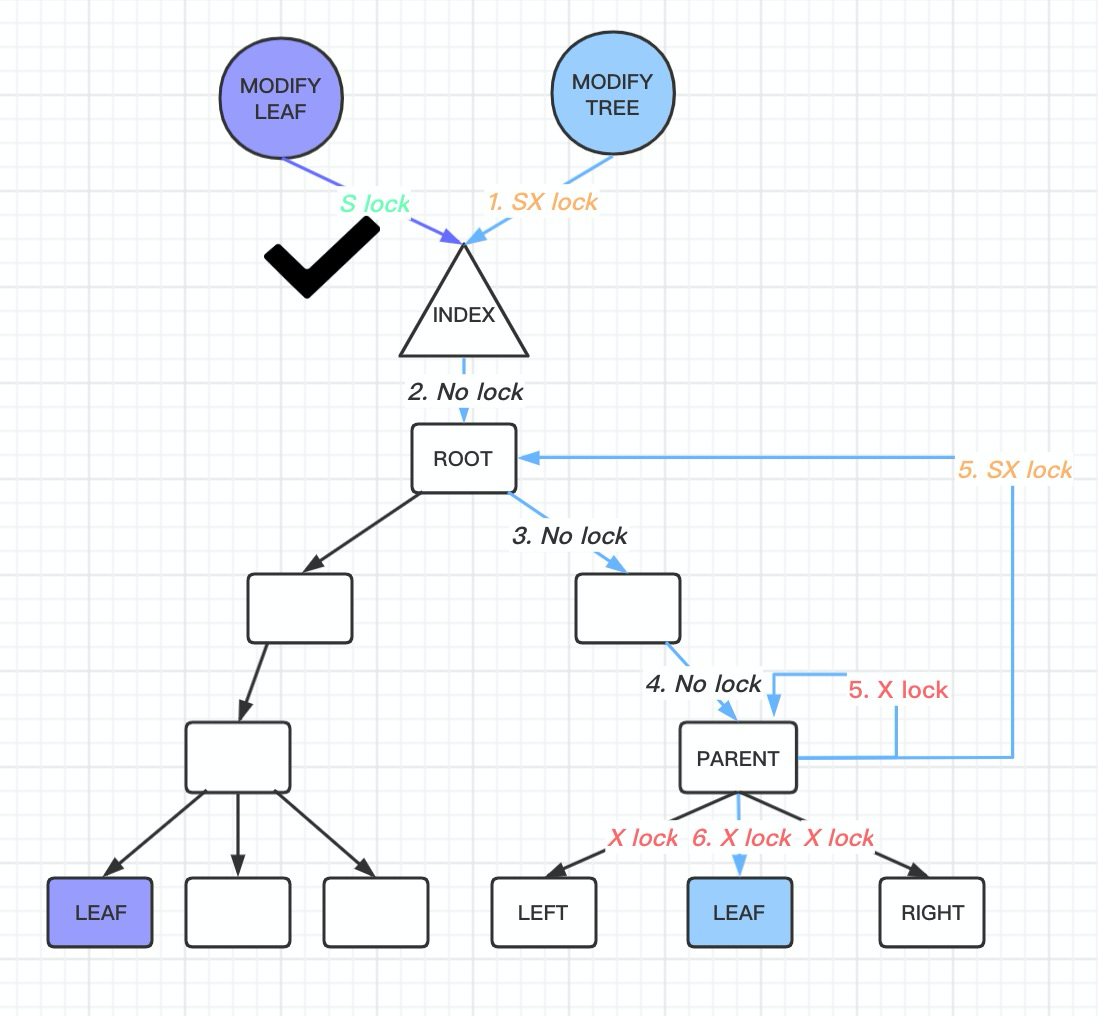 MODIFY
LEAF
MODIFY
TREE
S lock
1. SX lock
INDEX
2. No lock
ROOT
5. SX lock
3. No lock
4. No lock
5. X lock
PARENT
X lock
6. X lock
X lock
LEAF
LEFT
LEAF
RIGHT